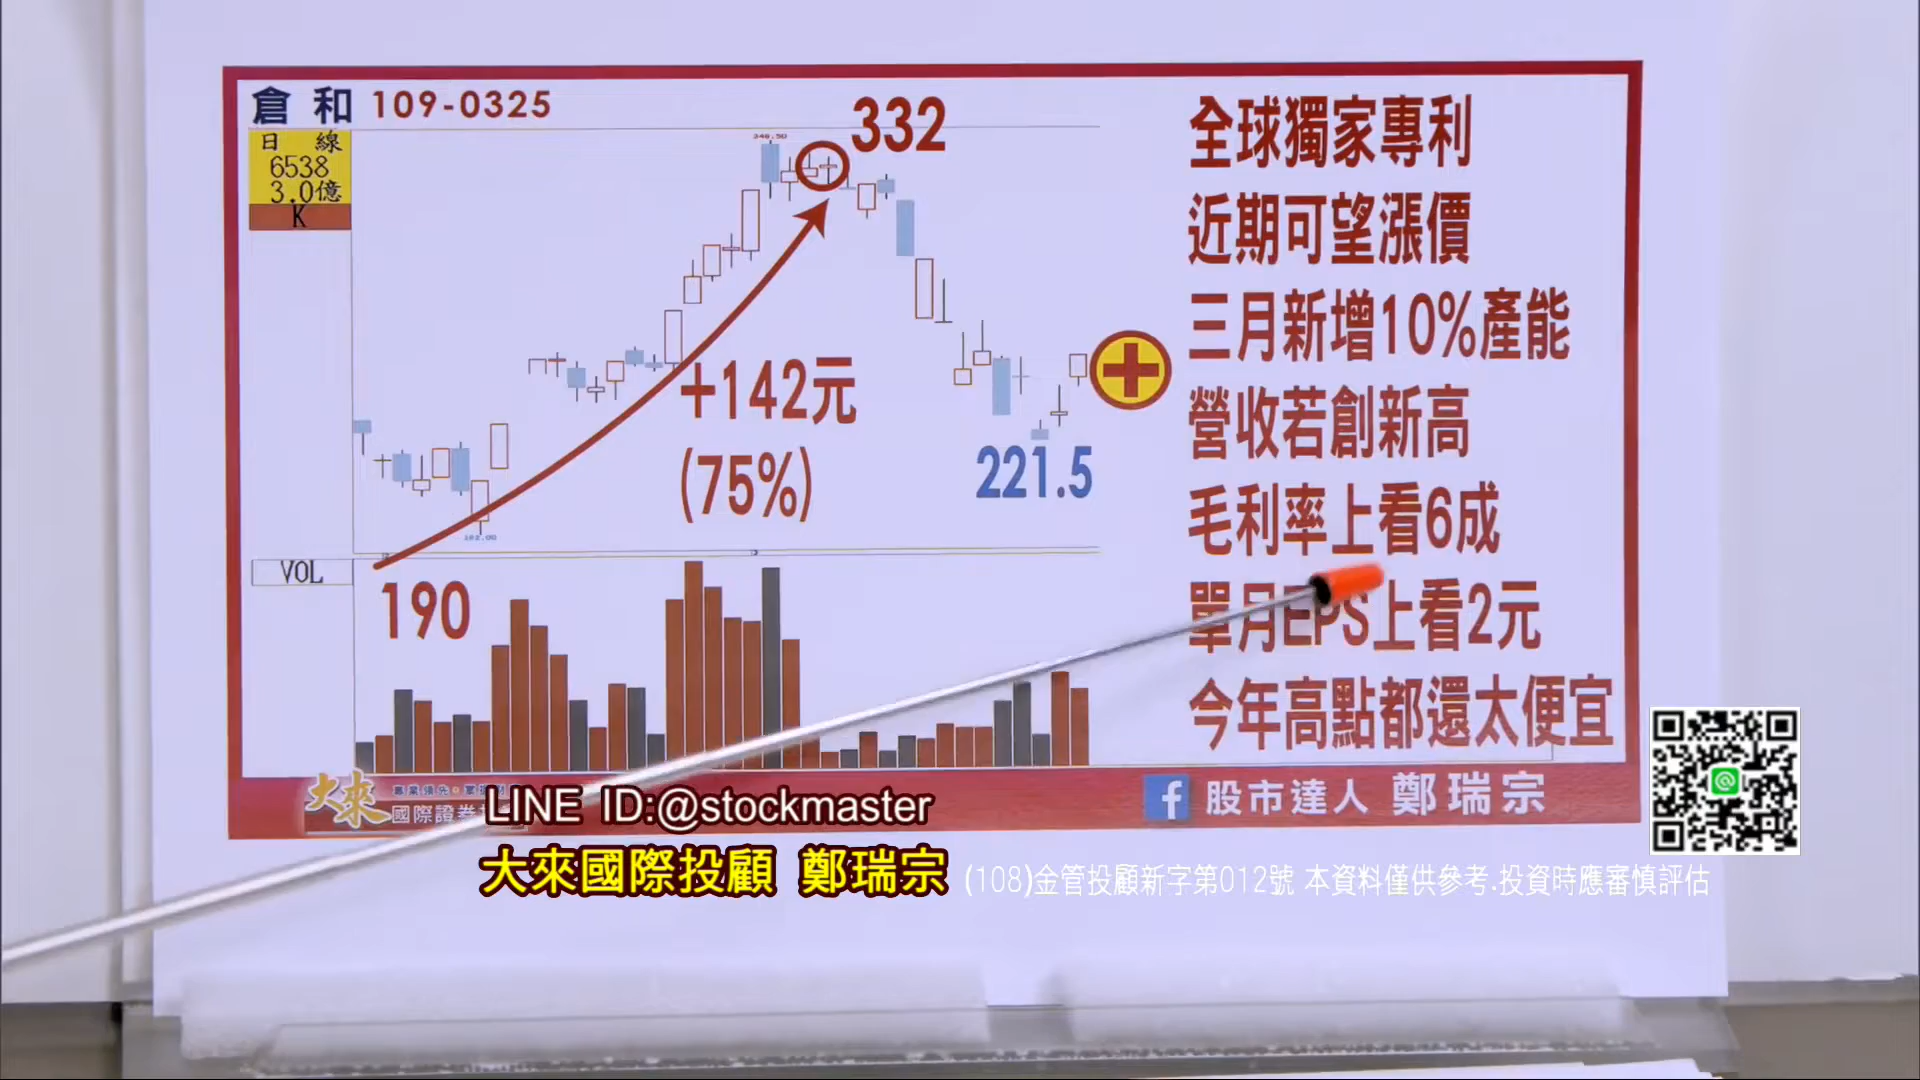 倉和 109-0325
日線
6538
3.0億
K
348.50
332
+142元
(75%)
221.5
182.00
VOL
190
全球獨家專利
近期可望漲價
三月新增10%產能
營收若創新高
毛利率上看6成
單月EPS上看2元
今年高點都還太便宜
大來
國際證券
股市達人 鄭瑞宗
LINE ID:@stockmaster
大來國際投顧 鄭瑞宗 (108)金管投顧新字第012號 本資料僅供參考.投資時應審慎評估